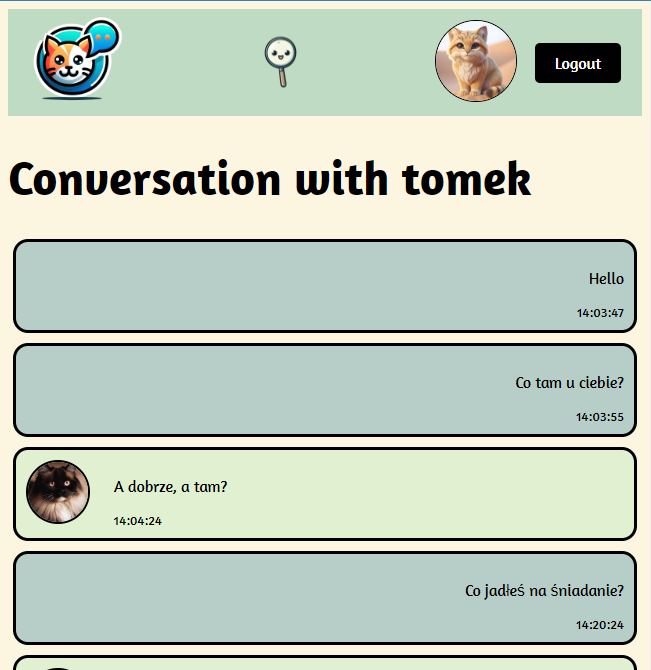 Logout
Conversation with tomek
Hello
14:03:47
Co tam u ciebie?
14:03:55
A dobrze, a tam?
14:04:24
Co jadłeś na śniadanie?
14:20:24